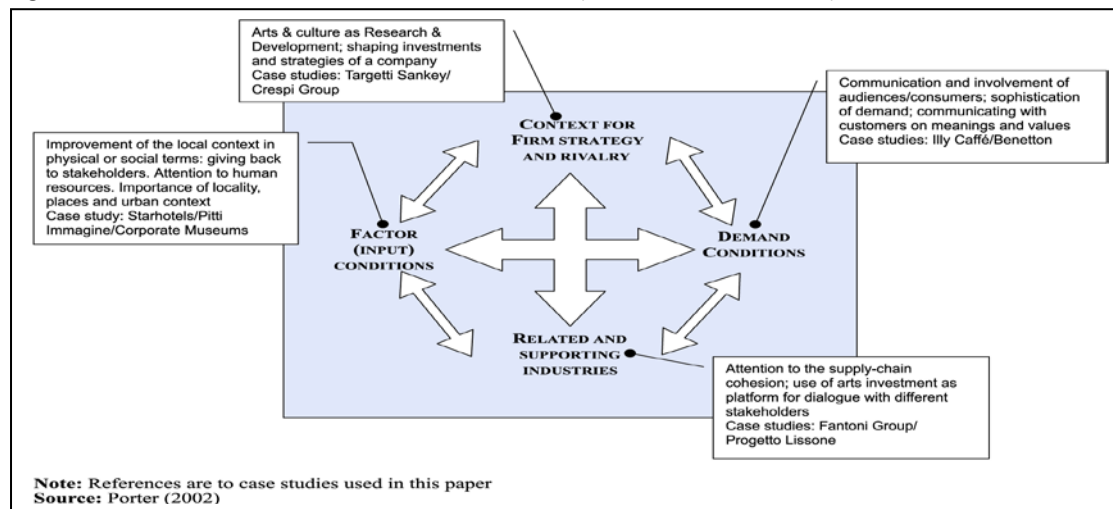 Arts & culture as Research &
Development; shaping investments
and strategies of a company
Case studies: Targetti Sankey/
Crespi Group
Communication and involvement of
audiences/consumers; sophistication
of demand; communicating with
customers on meanings and values
Case studies: Illy Caffé/Benetton
CONTEXT FOR
FIRM STRATEGY
AND RIVALRY
Improvement of the local context in
physical or social terms: giving back
to stakeholders. Attention to human
resources. Importance of locality,
places and urban context
Case study: Starhotels/Pitti
Immagine/Corporate Museums
FACTOR
(INPUT)
CONDITIONS
DEMAND
CONDITIONS
RELATED AND
SUPPORTING
INDUSTRIES
Attention to the supply-chain
cohesion; use of arts investment as
platform for dialogue with different
stakeholders
Case studies: Fantoni Group/
Progetto Lissone
Note: References are to case studies used in this paper
Source: Porter (2002)